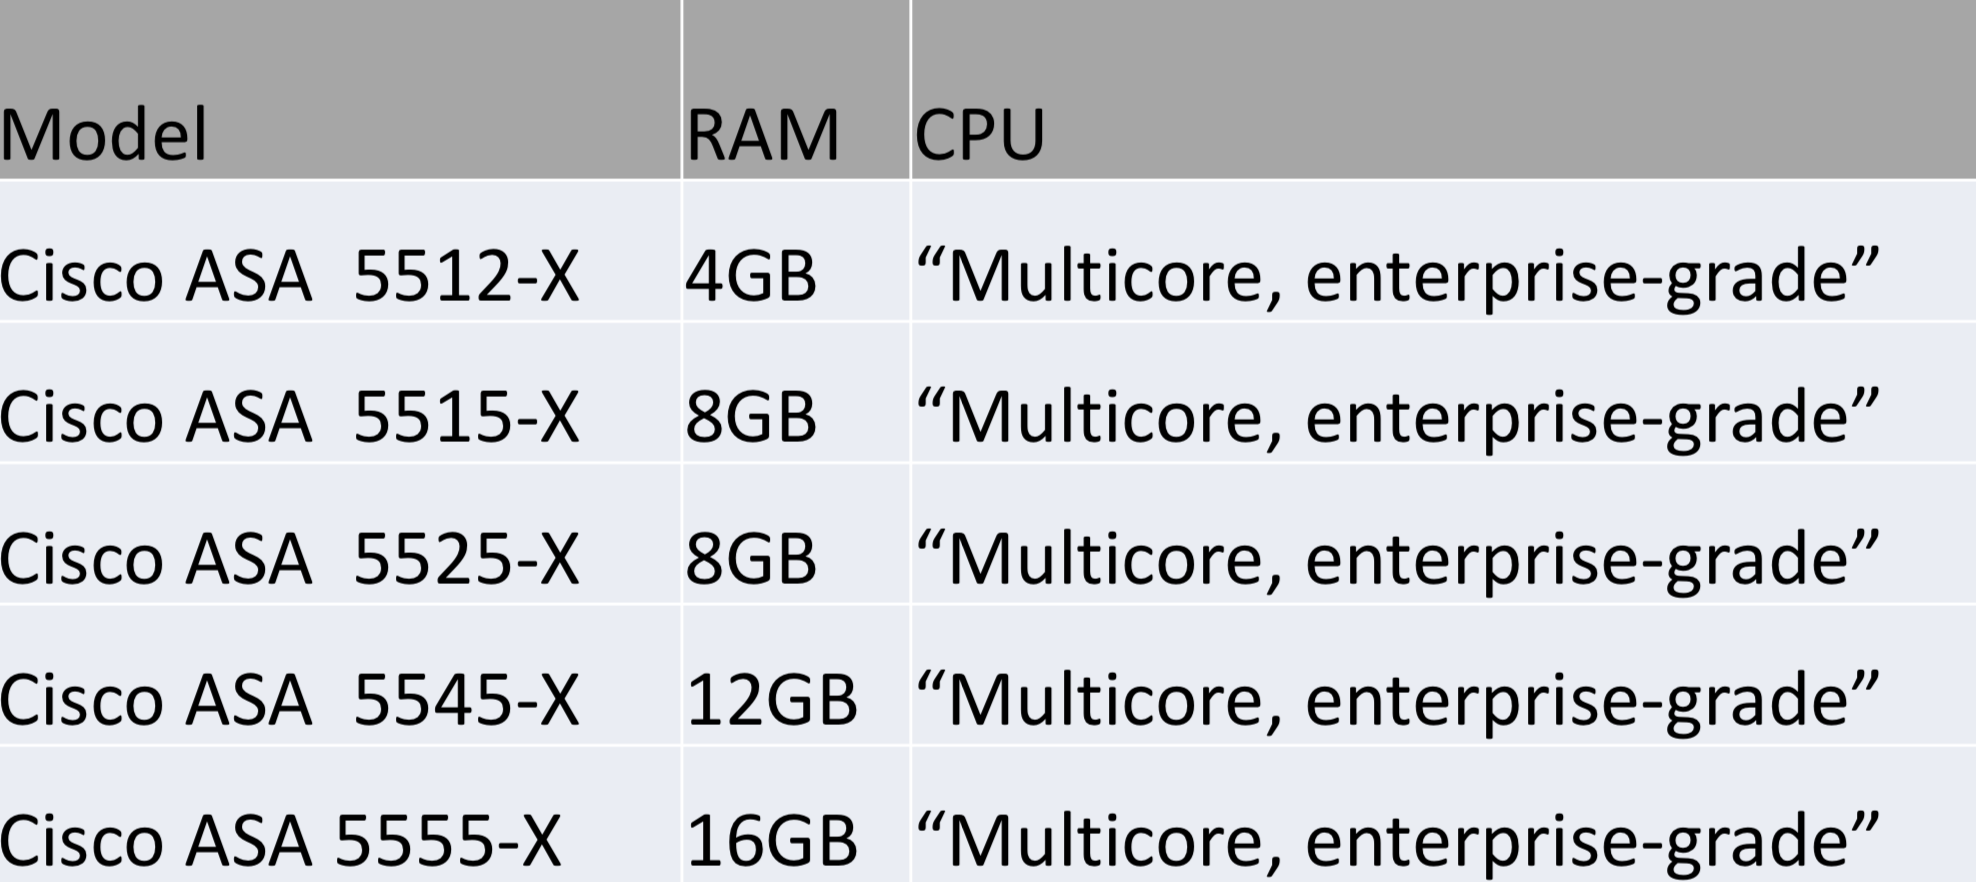 Model RAM CPU
Cisco ASA  5512-X 4GB “Multicore, enterprise-grade”
Cisco ASA  5515-X 8GB “Multicore, enterprise-grade”
Cisco ASA  5525-X 8GB “Multicore, enterprise-grade”
Cisco ASA  5545-X 12GB “Multicore, enterprise-grade”
Cisco ASA 5555-X 16GB “Multicore, enterprise-grade”